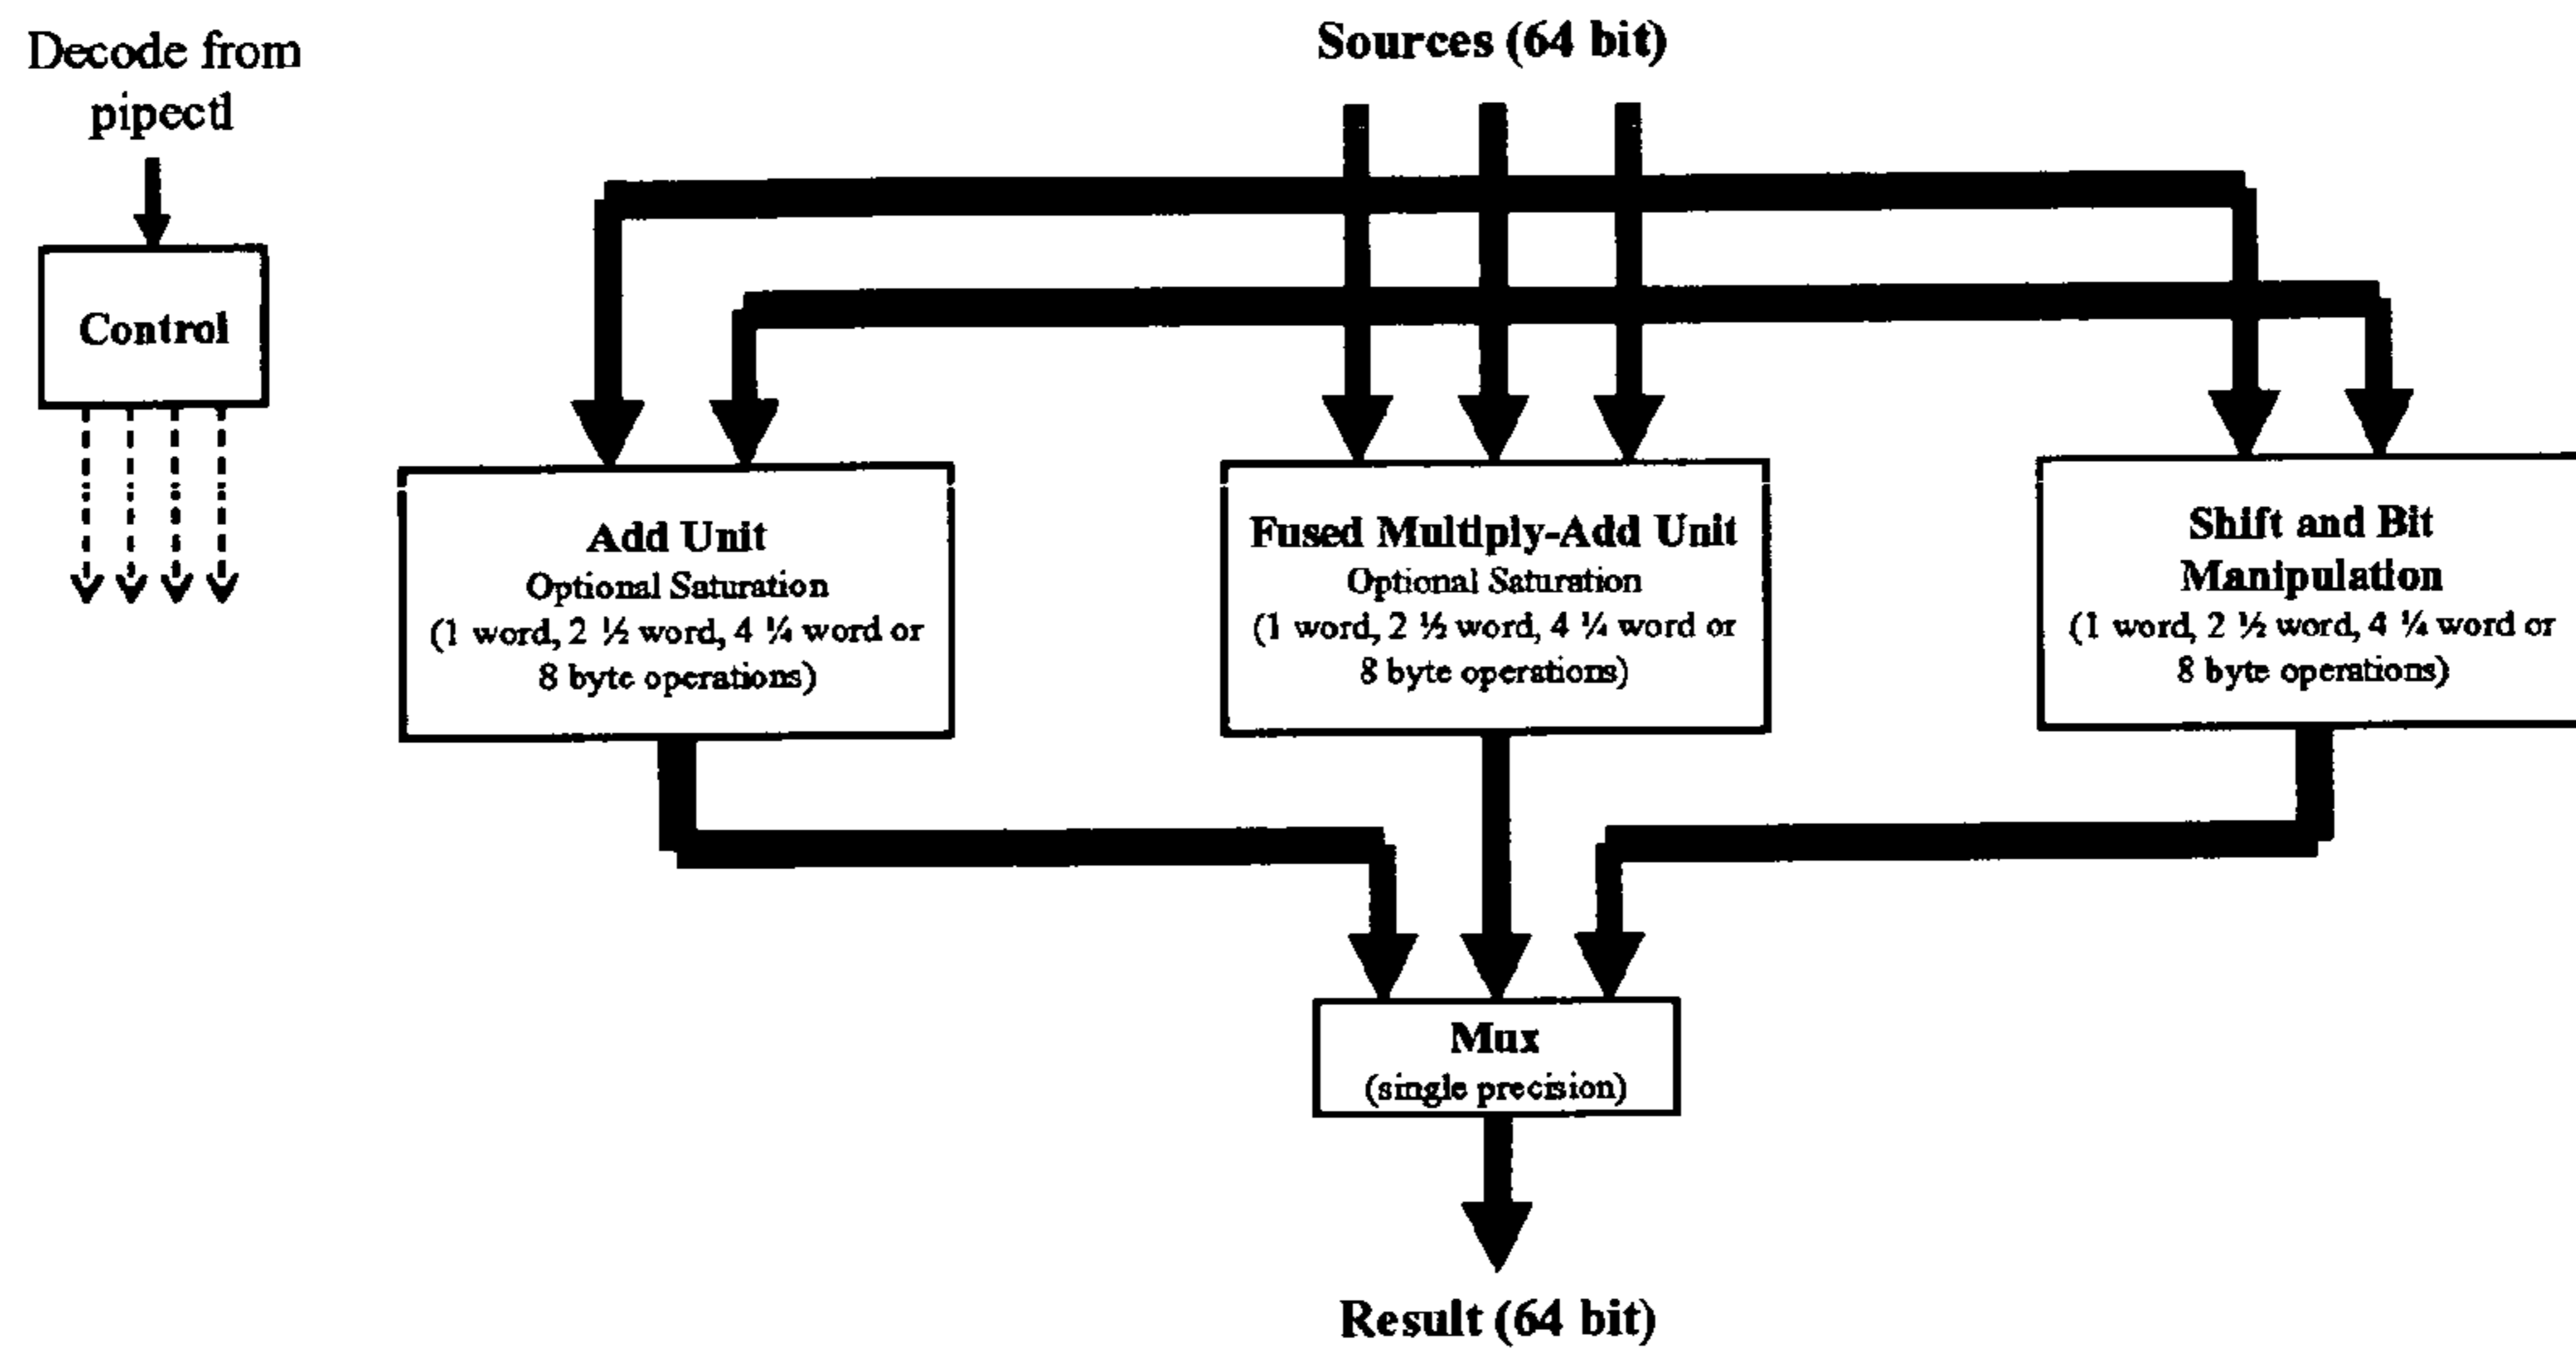 Decode from
pipectl
Control
Sources (64 bit)
Add Unit
Optional Saturation
(1 word, 2 ½ word, 4 ¼ word or
8 byte operations)
Fused Multiply-Add Unit
Optional Saturation
(1 word, 2 ½ word, 4 ¼ word or
8 byte operations)
Shift and Bit
Manipulation
(1 word, 2 ½ word, 4 ¼ word or
8 byte operations)
Mux
(single precision)
Result (64 bit)